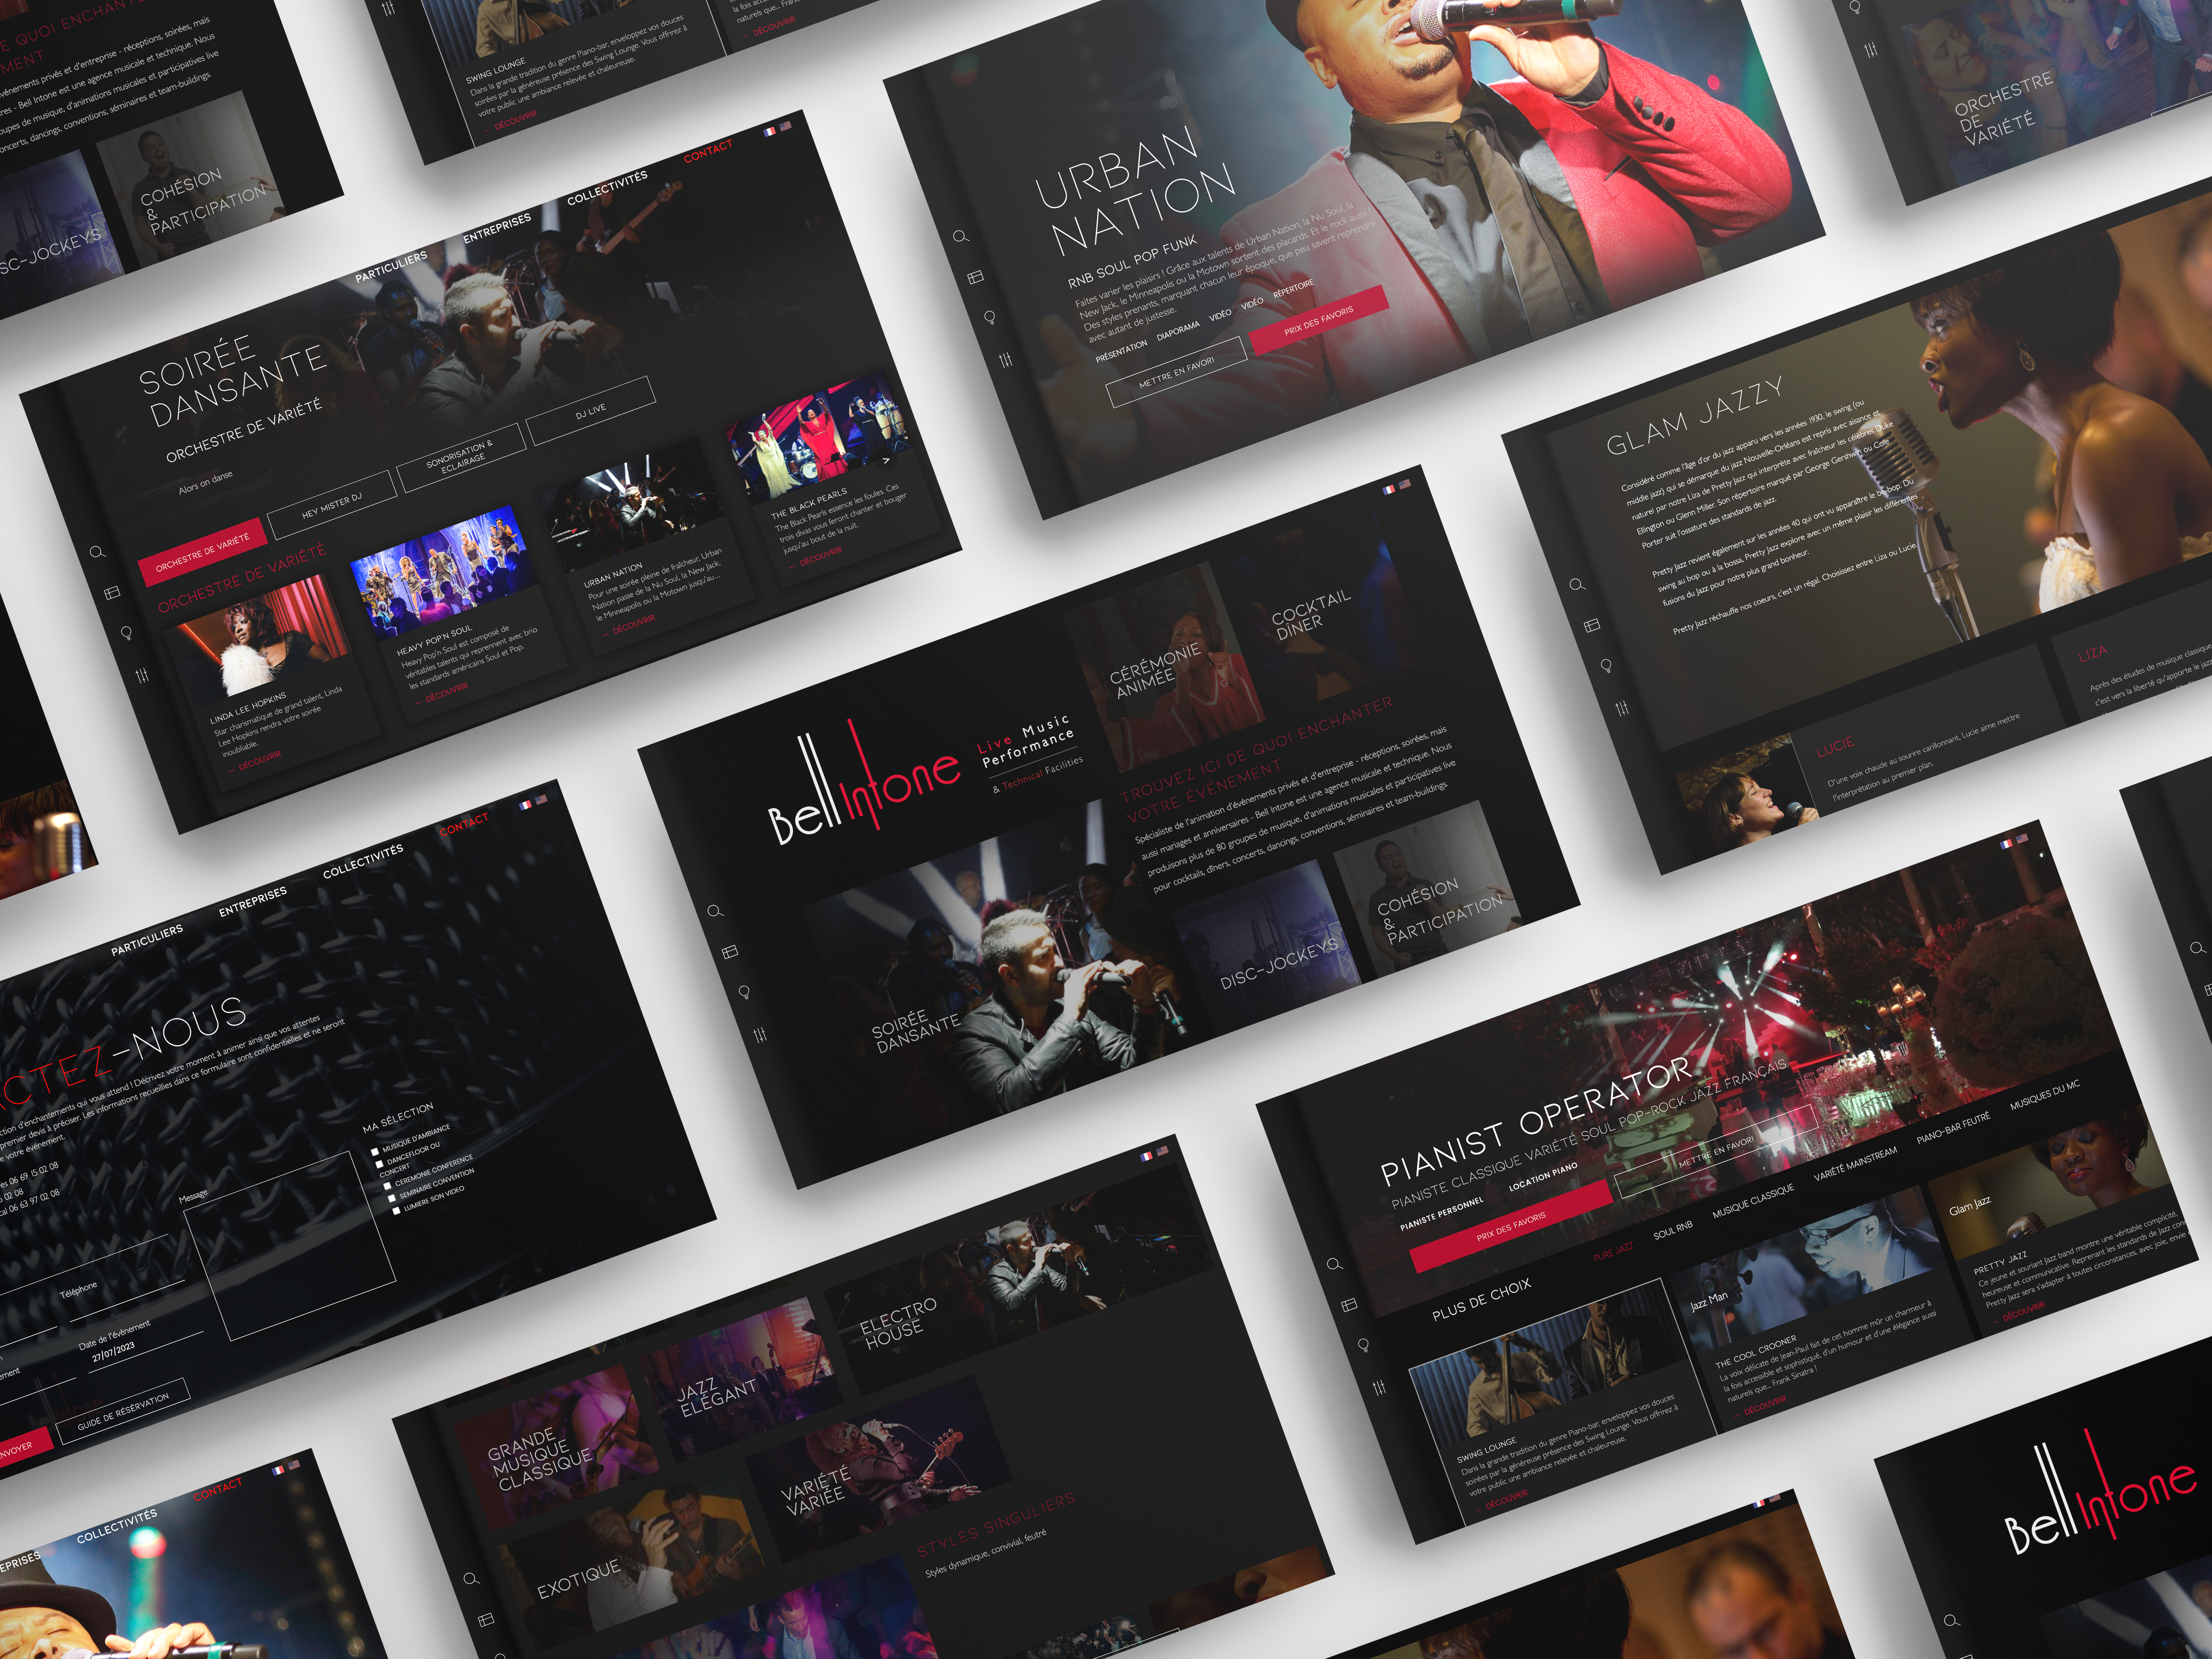 E QUOI ENCHANT
MENT
réceptions, soirées, mais
musicale et technique. Nous
musicales et participatives live
oncerts, dancings, conventions, séminaires et team-buildings.
SC-JOCKEYS
COHÉSION
&
PARTICIPATION
SWING LOUNGE
Dans la grande tradition du genre Piano-bar, enveloppez vos douces
soirées par la généreuse présence des Swing Lounge. Vous offrirez à
votre public une ambiance relevée et chaleureuse.
— DÉCOUVRIR
naturels que... Frank
— DÉCOUVRIR
URBAN
NATION
RNB SOUL POP FUNK
Faites varier les plaisirs ! Grâce aux talents de Urban Nation, la Nu Soul, la
New Jack, le Minneapolis ou la Motown sortent des placards. Et le rock aussi !
Des styles prenants, marquant chacun leur époque, que peu savent reprendre
avec autant de justesse.
PRÉSENTATION DIAPORAMA VIDÉO VIDÉO RÉPERTOIRE
METTRE EN FAVORI
PRIX DES FAVORIS
ORCHESTRE
DE
VARIÉTÉ
PARTICULIERS ENTREPRISES COLLECTIVITÉS CONTACT
SOIRÉE
DANSANTE
ORCHESTRE DE VARIÉTÉ
Alors on danse
ORCHESTRE DE VARIÉTÉ
HEY MISTER DJ
SONORISATION &
ECLAIRAGE
DJ LIVE
ORCHESTRE DE VARIÉTÉ
LINDA LEE HOPKINS
Star charismatique de grand talent, Linda
Lee Hopkins rendra votre soirée
inoubliable.
— DÉCOUVRIR
HEAVY POP'N SOUL
Heavy Pop'n Soul est composé de
véritables talents qui reprennent avec brio
les standards américains Soul et Pop.
— DÉCOUVRIR
URBAN NATION
Pour une soirée pleine de fraîcheur, Urban
Nation passe de la Nu Soul, la New Jack,
le Minneapolis ou la Motown jusqu'au...
— DÉCOUVRIR
THE BLACK PEARLS
The Black Pearls essence les foules. Ces
trois divas vous feront chanter et bouger
jusqu'au bout de la nuit.
— DÉCOUVRIR
>
GLAM JAZZY
Considéré comme l'âge d'or du jazz apparu vers les années 1930, le swing (ou
middle jazz) qui se démarque du jazz Nouvelle-Orléans est repris avec aisance et
naturel par notre Liza de Pretty Jazz qui interprète avec fraîcheur les célèbres Duke
Ellington ou Glenn Miller. Son répertoire marqué par George Gershwin ou Cole
Porter suit l'ossature des standards de jazz.
Pretty Jazz revient également sur les années 40 qui ont vu apparaître le be-bop. Du
swing au bop ou à la bossa, Pretty Jazz explore avec un même plaisir les différentes
fusions du Jazz pour notre plus grand bonheur.
Pretty Jazz réchauffe nos coeurs, c'est un régal. Choisissez entre Liza ou Lucie.
LUCIE
D'une voix chaude au sourire carillonnant, Lucie aime mettre
l'interprétation au premier plan.
LIZA
Après des études de musique classique
c'est vers la liberté qu'apporte le jazz
Bell Intone
Live Music
Performance
& Technical Facilities
CÉRÉMONIE
ANIMÉE
COCKTAIL
DÎNER
TROUVEZ ICI DE QUOI ENCHANTER
VOTRE ÉVÈNEMENT
Spécialiste de l'animation d'événements privés et d'entreprise - réceptions, soirées, mais
aussi mariages et anniversaires - Bell Intone est une agence musicale et technique. Nous
produisons plus de 80 groupes de musique, d'animations musicales et participatives live
pour cocktails, dîners, concerts, dancings, conventions, séminaires et team-buildings.
SOIRÉE
DANSANTE
DISC-JOCKEYS
COHÉSION
&
PARTICIPATION
PARTICULIERS ENTREPRISES COLLECTIVITÉS CONTACT
CTEZ-NOUS
ction d'enchantements qui vous attend ! Décrivez votre moment à animer ainsi que vos attentes
premier devis à préciser. Les informations recueillies dans ce formulaire sont confidentielles et ne seront
e votre événement.
06 69 15 02 08
02 08
06 63 97 02 08
Message
Téléphone
Date de l'évènement
27/07/2023
MA SÉLECTION
MUSIQUE D'AMBIANCE
DANCEFLOOR OU
CONCERT
CEREMONIE CONFERENCE
SEMINAIRE CONVENTION
LUMIERE SON VIDEO
NVOYER
GUIDE DE RÉSERVATION
PIANIST OPERATOR
PIANISTE CLASSIQUE VARIÉTÉ SOUL POP-ROCK JAZZ FRANÇAIS
PIANISTE PERSONNEL LOCATION PIANO
PRIX DES FAVORIS
METTRE EN FAVORI
PLUS DE CHOIX
PURE JAZZ SOUL RNB MUSIQUE CLASSIQUE VARIÉTÉ MAINSTREAM PIANO-BAR FEUTRÉ MUSIQUES DU MC
SWING LOUNGE
Dans la grande tradition du genre Piano-bar, enveloppez vos douces
soirées par la généreuse présence des Swing Lounge. Vous offrirez à
votre public une ambiance relevée et chaleureuse.
— DÉCOUVRIR
Jazz Man
THE COOL CROONER
La voix délicate de Jean-Paul fait de cet homme mûr un charmeur à
la fois accessible et sophistiqué, d'un humour et d'une élégance aussi
naturels que... Frank Sinatra !
— DÉCOUVRIR
Glam Jazz
PRETTY JAZZ
Ce jeune et souriant Jazz band montre une véritable complicité,
heureuse et communicative. Reprenant les standards de Jazz con
Pretty Jazz sera s'adapter à toutes circonstances, avec joie, envie
— DÉCOUVRIR
GRANDE
MUSIQUE
CLASSIQUE
JAZZ
ELÉGANT
ELECTRO
HOUSE
EXOTIQUE
VARIÉTÉ
VARIÉE
STYLES SINGULIERS
Styles dynamique, convivial, feutré
PRISES COLLECTIVITÉS CONTACT
Bell Intone